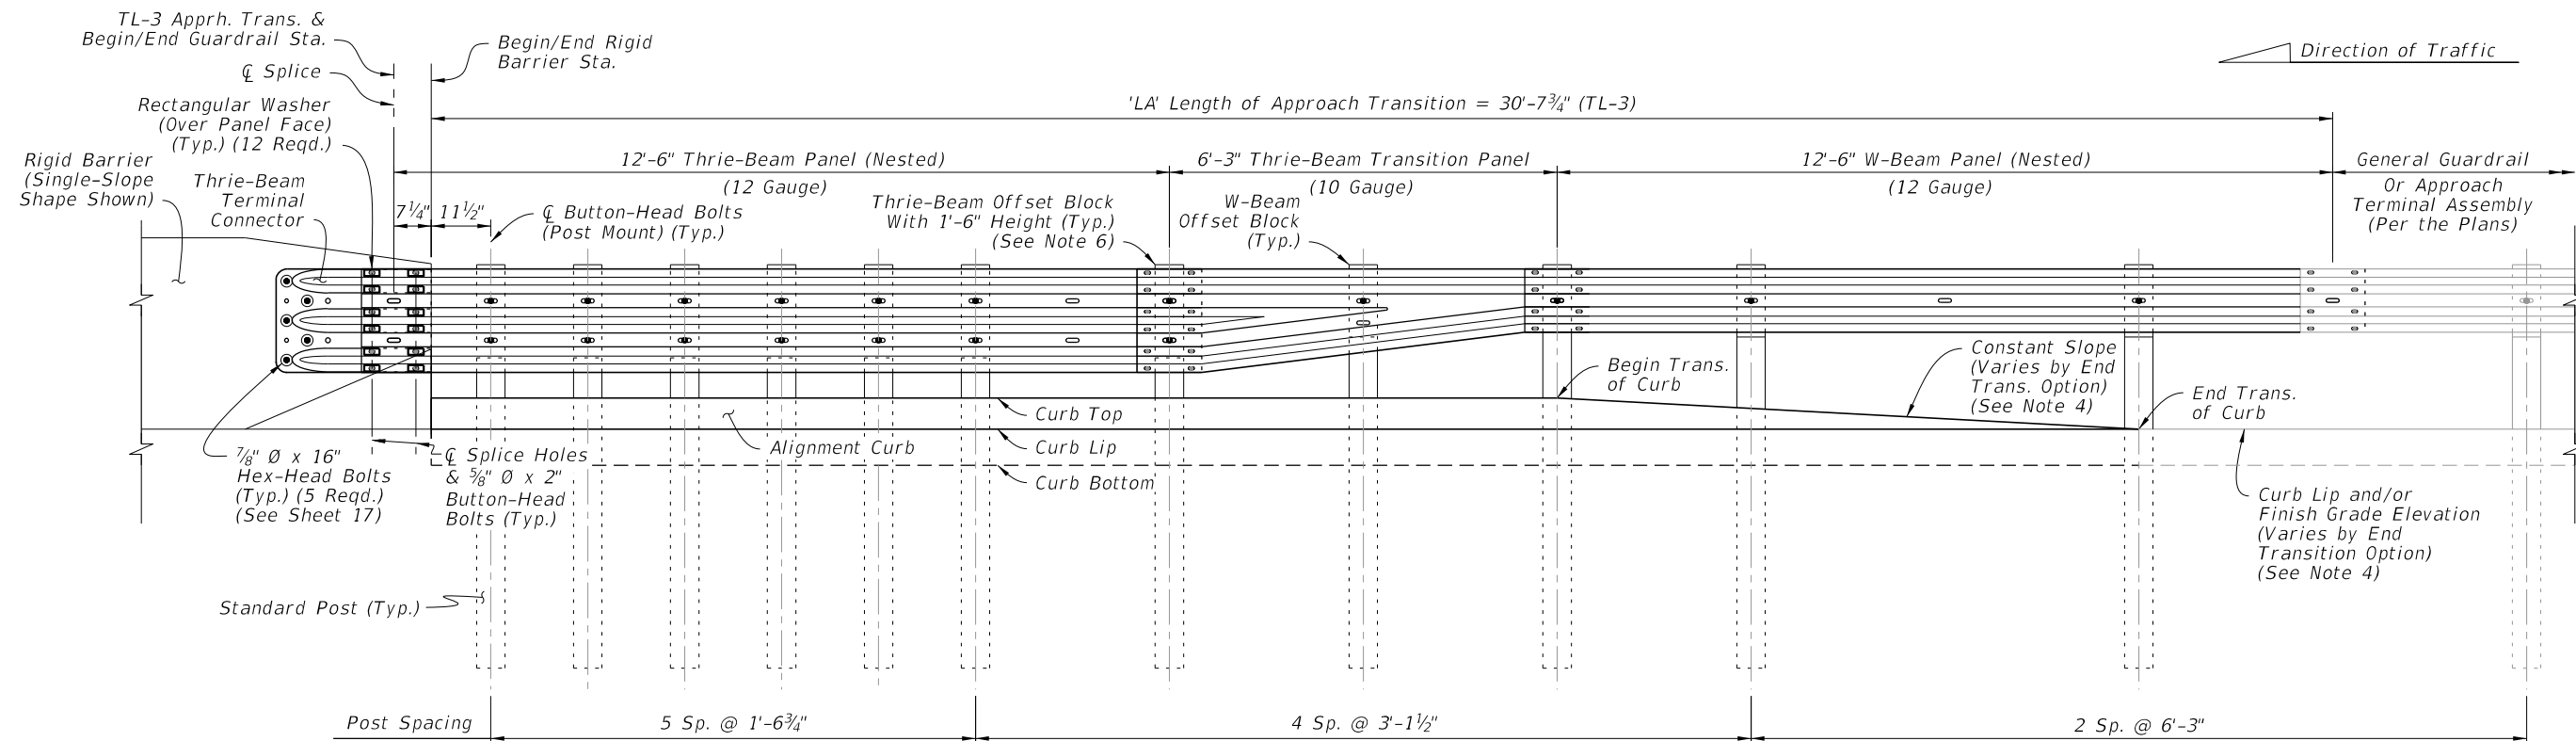 TL-3 Apprh. Trans. &
Begin/End Guardrail Sta.
℄ Splice
Rectangular Washer
(Over Panel Face)
(Typ.) (12 Reqd.)
Rigid Barrier
(Single-Slope
Shape Shown)
Thrie-Beam
Terminal
Connector
Begin/End Rigid
Barrier Sta.
Direction of Traffic
'LA' Length of Approach Transition = 30'-7¾" (TL-3)
12'-6" Thrie-Beam Panel (Nested)
(12 Gauge)
6'-3" Thrie-Beam Transition Panel
(10 Gauge)
12'-6" W-Beam Panel (Nested)
(12 Gauge)
General Guardrail
Or Approach
Terminal Assembly
(Per the Plans)
7¼"
11½"
℄ Button-Head Bolts
(Post Mount) (Typ.)
Thrie-Beam Offset Block
With 1'-6" Height (Typ.)
(See Note 6)
W-Beam
Offset Block
(Typ.)
Begin Trans.
of Curb
Constant Slope
(Varies by End
Trans. Option)
(See Note 4)
End Trans.
of Curb
Curb Top
Alignment Curb
Curb Lip
Curb Bottom
⅞" Ø x 16"
Hex-Head Bolts
(Typ.) (5 Reqd.)
(See Sheet 17)
℄ Splice Holes
& ⅝" Ø x 2"
Button-Head
Bolts (Typ.)
Curb Lip and/or
Finish Grade Elevation
(Varies by End
Transition Option)
(See Note 4)
Standard Post (Typ.)
Post Spacing
5 Sp. @ 1'-6¾"
4 Sp. @ 3'-1½"
2 Sp. @ 6'-3"